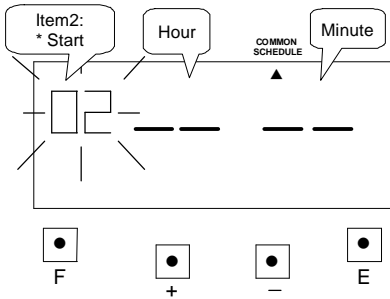 Item2:
* Start
Hour
COMMON
SCHEDULE
Minute
02
-- --
F
+
-
E